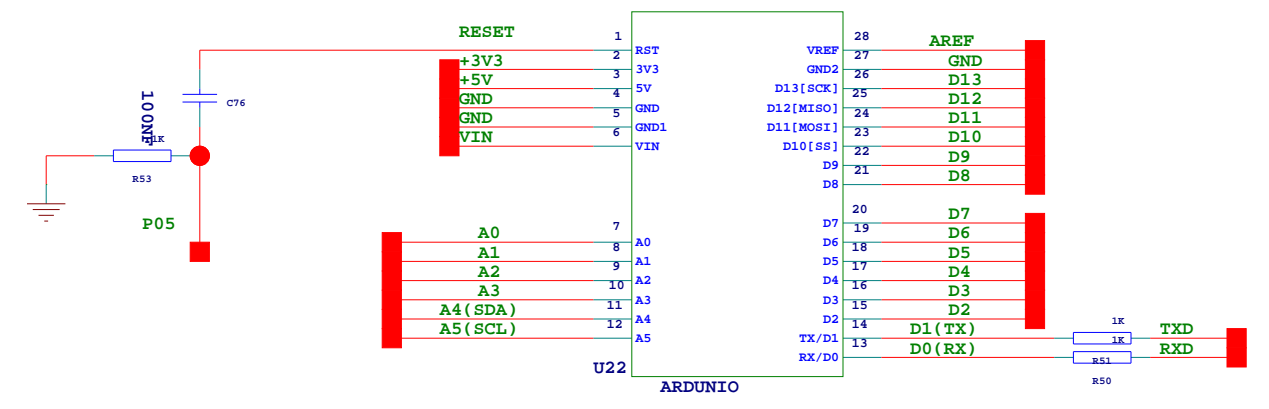 RESET
1
RST
2
+3V3
3V3
3
+5V
5V
4
GND
GND
5
GND
GND1
6
VIN
VIN
28
AREF
VREF
27
GND
GND2
26
D13
D13[SCK]
25
D12
D12[MISO]
24
D11
D11[MOSI]
23
D10
D10[SS]
22
D9
D9
21
D8
D8
100NF
C76
1K
R53
P05
7
A0
A0
8
A1
A1
9
A2
A2
10
A3
A3
11
A4(SDA)
A4
12
A5(SCL)
A5
20
D7
D7
19
D6
D6
18
D5
D5
17
D4
D4
16
D3
D3
15
D2
D2
14
D1(TX)
TX/D1
1K
TXD
13
D0(RX)
RX/D0
1K
RXD
R51
R50
U22
ARDUNIO